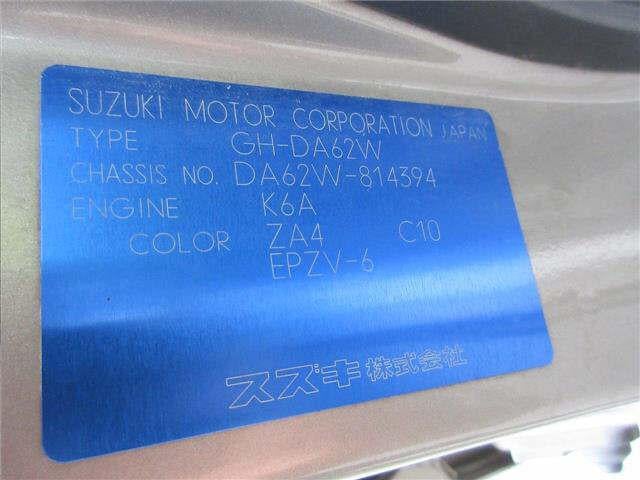 SUZUKI MOTOR CORPORATION JAPAN
TYPE GH-DA62W
CHASSIS NO. DA62W-814394
ENGINE K6A
COLOR ZA4 C10
EPZV-6
スズキ株式会社